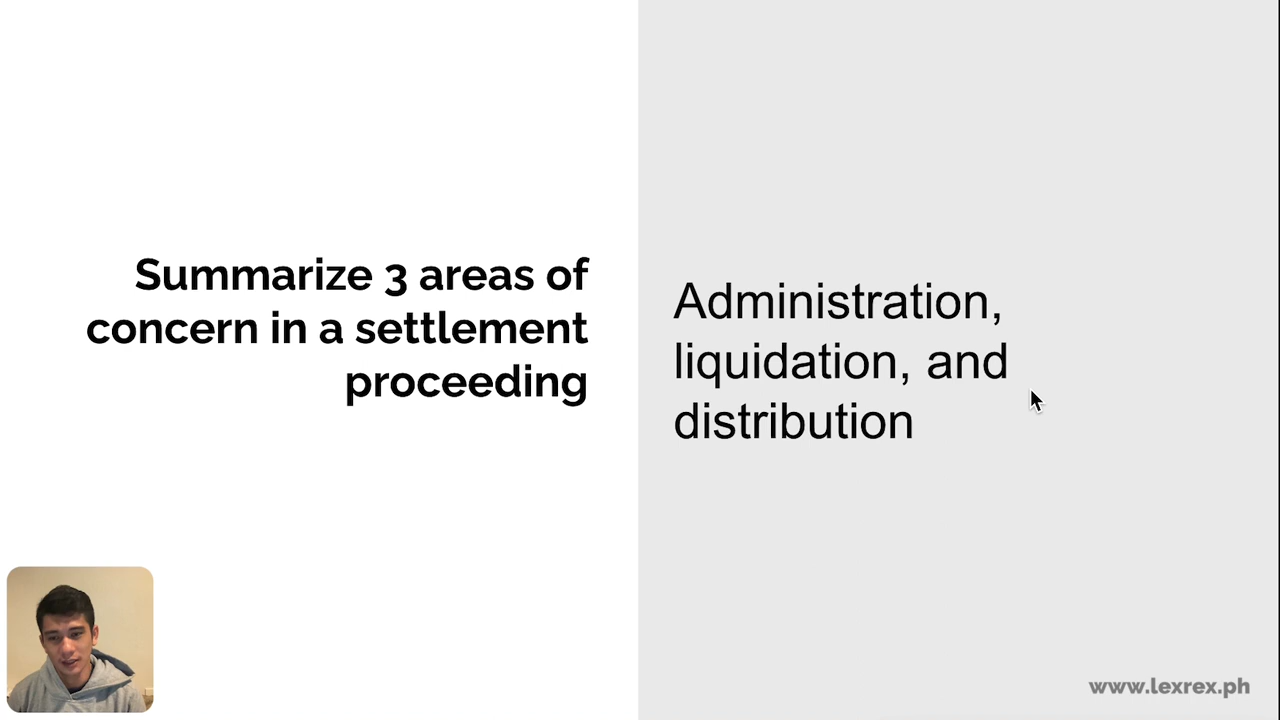 Summarize 3 areas of
concern in a settlement
proceeding
Administration,
liquidation, and
distribution
www.lexrex.ph